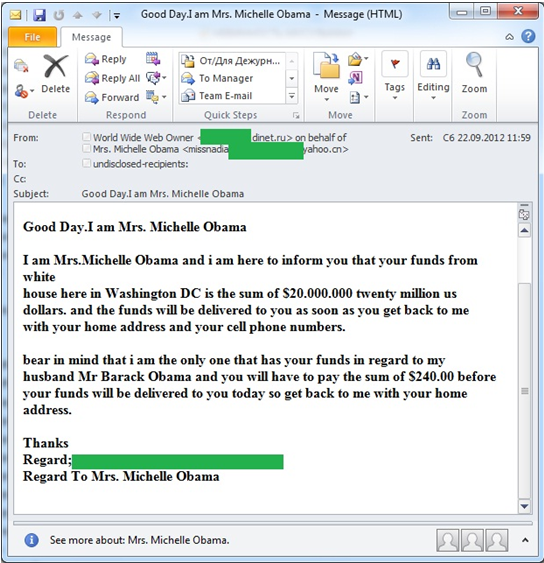 Good Day.I am Mrs. Michelle Obama - Message (HTML)
File
Message
Delete
Delete
Reply
Reply All
Forward
Respond
От/Для Дежурн...
To Manager
Team E-mail
Quick Steps
Move
Move
Tags
Editing
Zoom
Zoom
From: World Wide Web Owner < dinet.ru> on behalf of
Mrs. Michelle Obama <missnadia yahoo.cn>
Sent: Сб 22.09.2012 11:59
To: undisclosed-recipients:
Cc:
Subject: Good Day.I am Mrs. Michelle Obama
Good Day.I am Mrs. Michelle Obama
I am Mrs.Michelle Obama and i am here to inform you that your funds from
white
house here in Washington DC is the sum of $20.000.000 twenty million us
dollars. and the funds will be delivered to you as soon as you get back to me
with your home address and your cell phone numbers.
bear in mind that i am the only one that has your funds in regard to my
husband Mr Barack Obama and you will have to pay the sum of $240.00 before
your funds will be delivered to you today so get back to me with your home
address.
Thanks
Regard;
Regard To Mrs. Michelle Obama
See more about: Mrs. Michelle Obama.